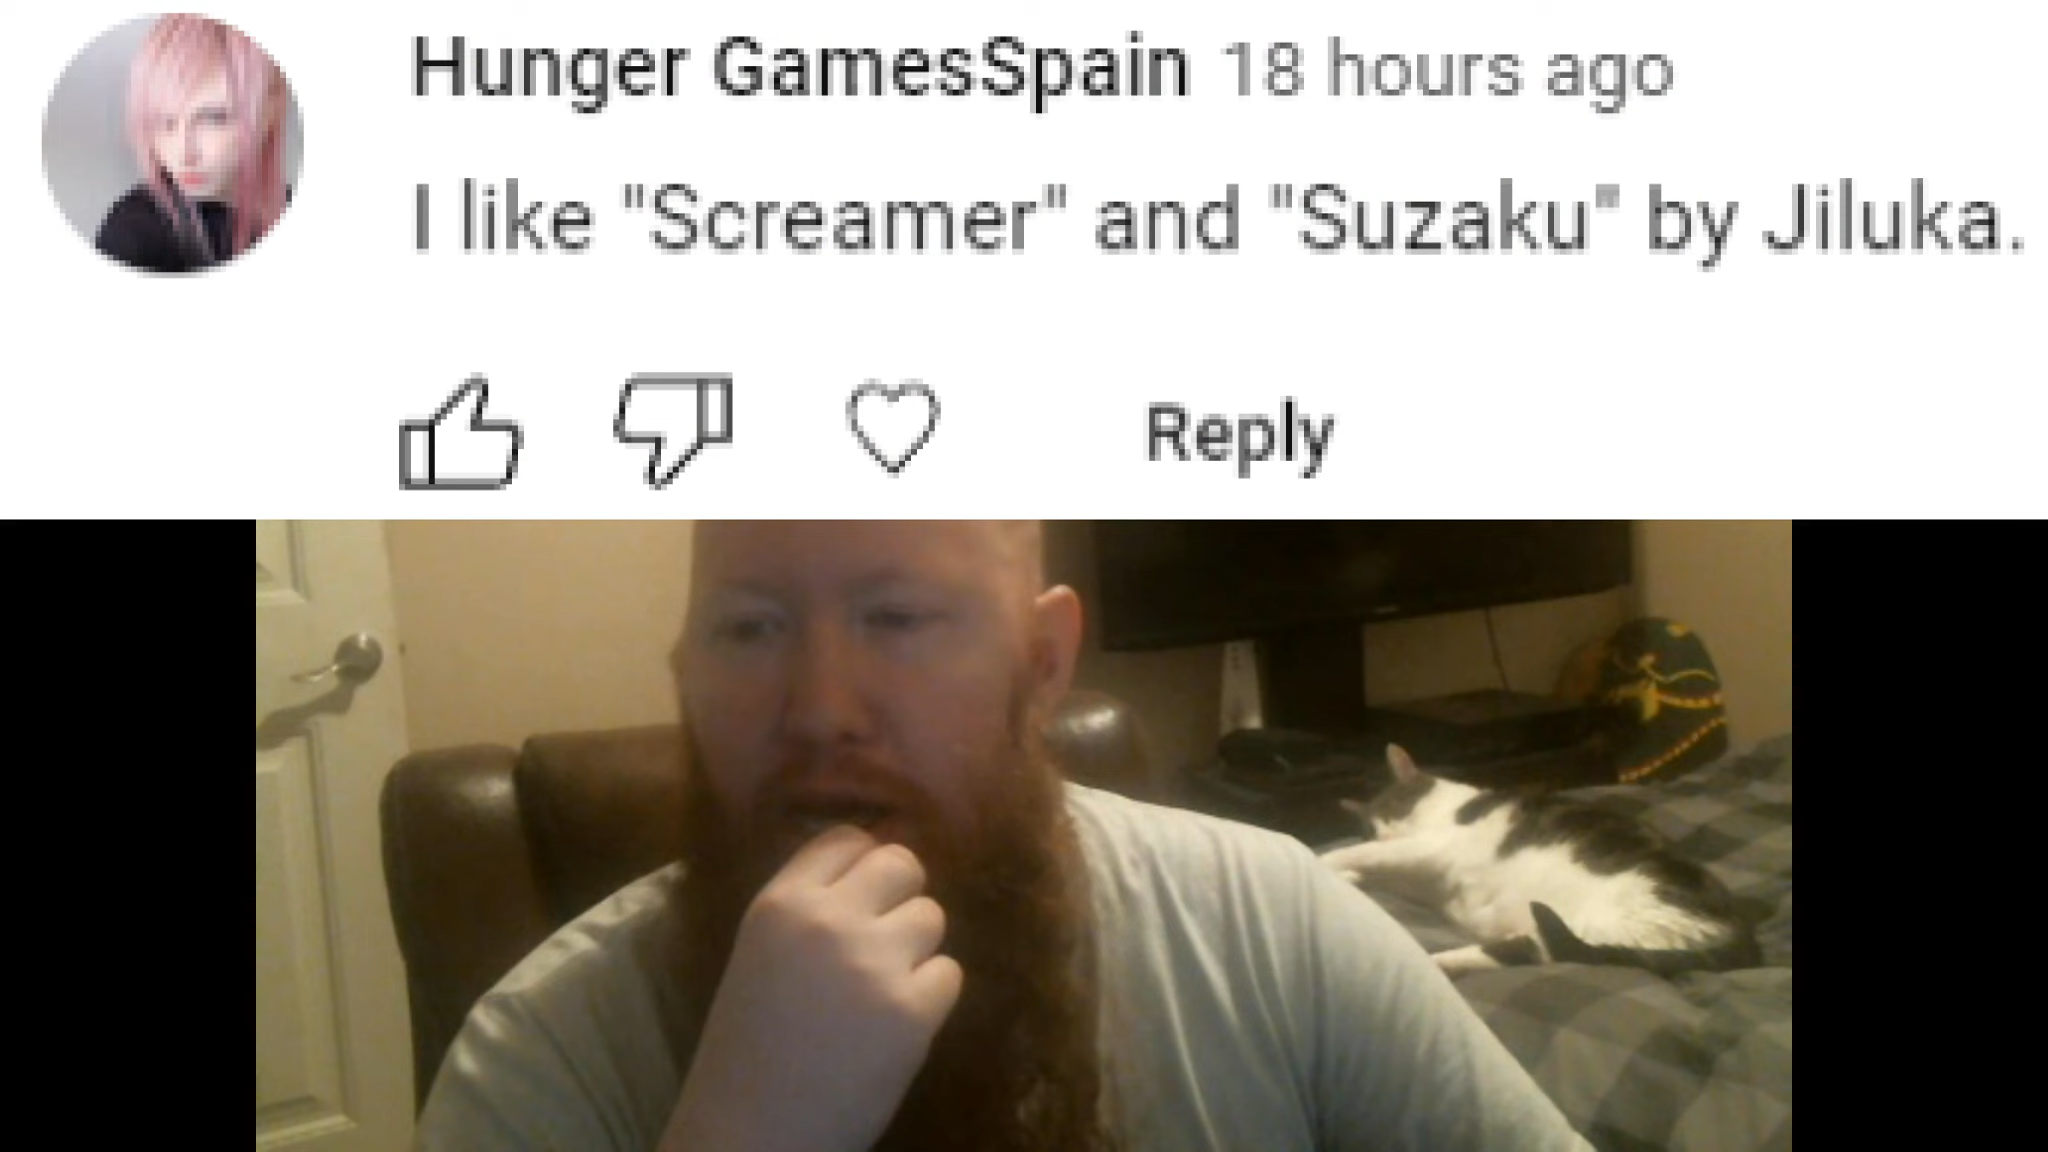 Hunger GamesSpain 18 hours ago
I like "Screamer" and "Suzaku" by Jiluka.
Reply